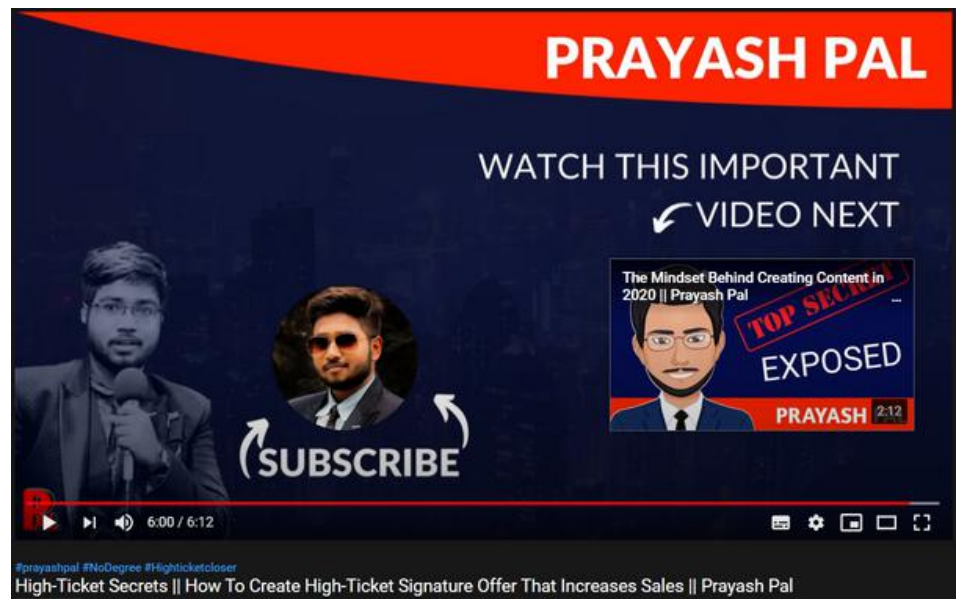 PRAYASH PAL
WATCH THIS IMPORTANT
VIDEO NEXT
The Mindset Behind Creating Content in
2020 || Prayash Pal
...
TOP SECRET
EXPOSED
PRAYASH
2:12
SUBSCRIBE
6:00 / 6:12
#prayashpal #NoDegree #Highticketcloser
High-Ticket Secrets || How To Create High-Ticket Signature Offer That Increases Sales || Prayash Pal